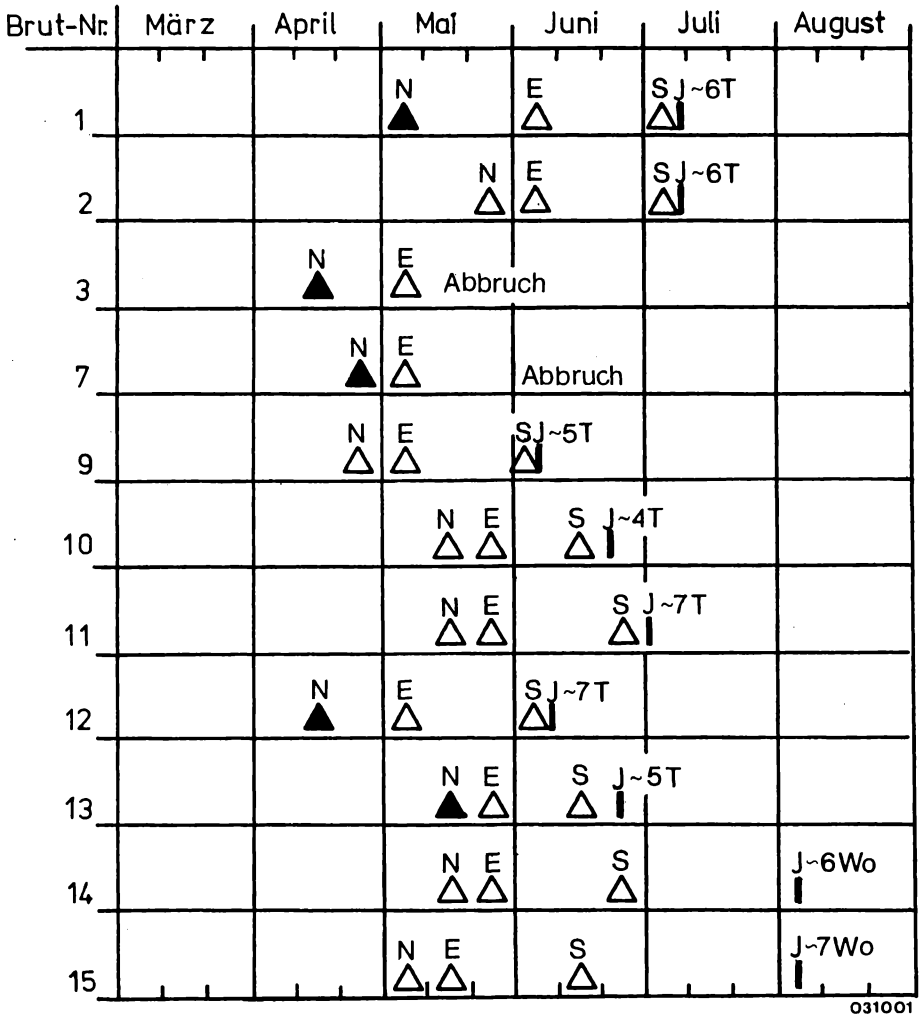 Brut-Nr. März April Mai Juni Juli August
N E S J ~6T
1
N E S J ~6T
2
N E
Abbruch
3
N E
7 Abbruch
N E S J ~5T
9
N E S J ~4T
10
N E S J ~7T
11
N E S J ~7T
12
N E S J ~5T
13
N E S J ~6Wo
14
N E S J ~7Wo
15
031001